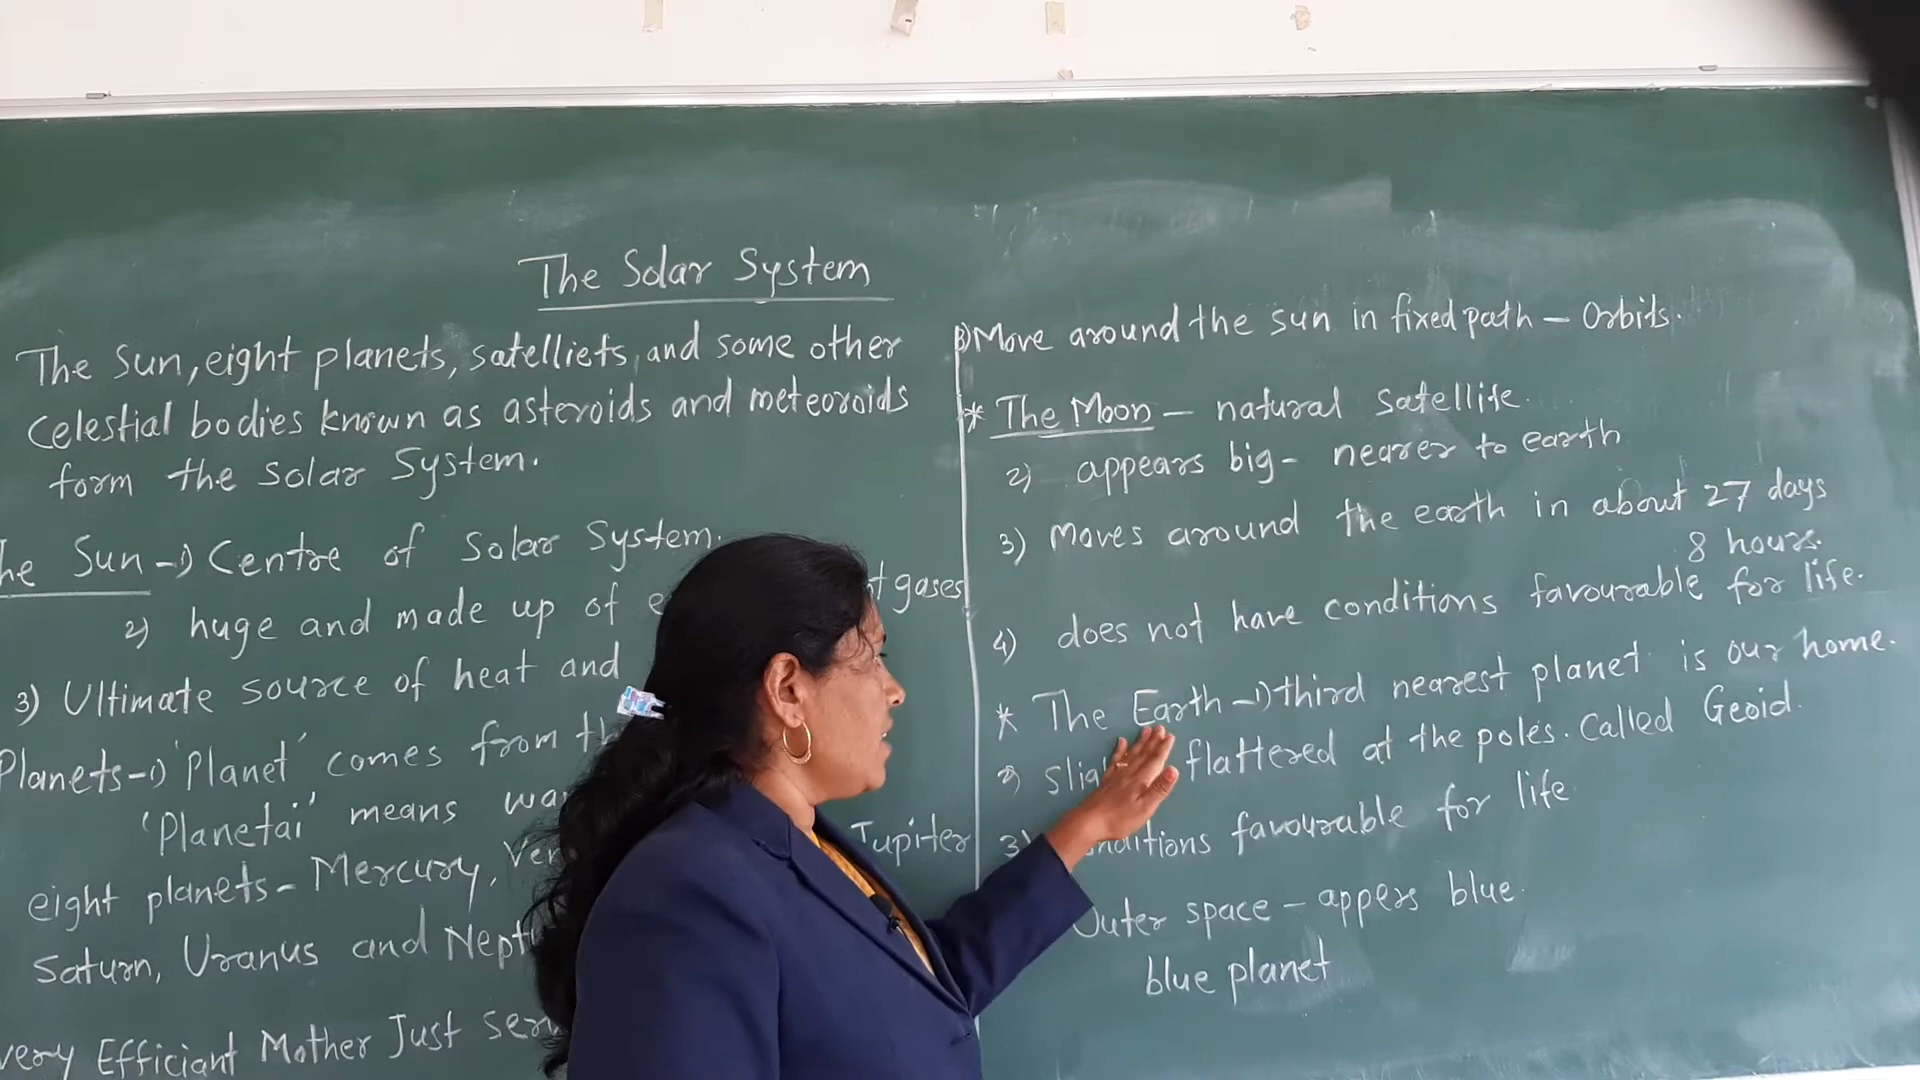 The Solar System
The Sun, eight planets, satelliets, and some other
celestial bodies known as asteroids and meteoroids
form the solar System.
The Sun -1) Centre of Solar System.
2) huge and made up of gases
3) Ultimate source of heat and
Planets -1) 'Planet' comes from
'Planetai' means
eight planets - Mercury, Jupiter
Saturn, Uranus and
very Efficiant Mother Just
3) Move around the sun in fixed path - Orbits.
* The Moon - natural satellite.
2) appears big - nearer to earth
3) Moves around the earth in about 27 days
8 hours.
4) does not have conditions favourable for life.
* The Earth -1) third nearest planet is our home.
2) flattered at the poles. Called Geoid.
3) conditions favourable for life
Outer space - appers blue.
blue planet